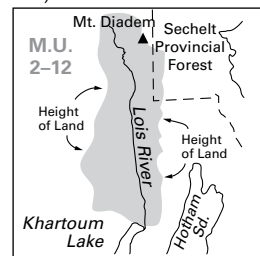 Mt. Diadem
Sechelt
Provincial
Forest
M.U.
2–12
Height
of Land
Lois River
Height
of Land
Khartoum
Lake
Hotham
Sd.